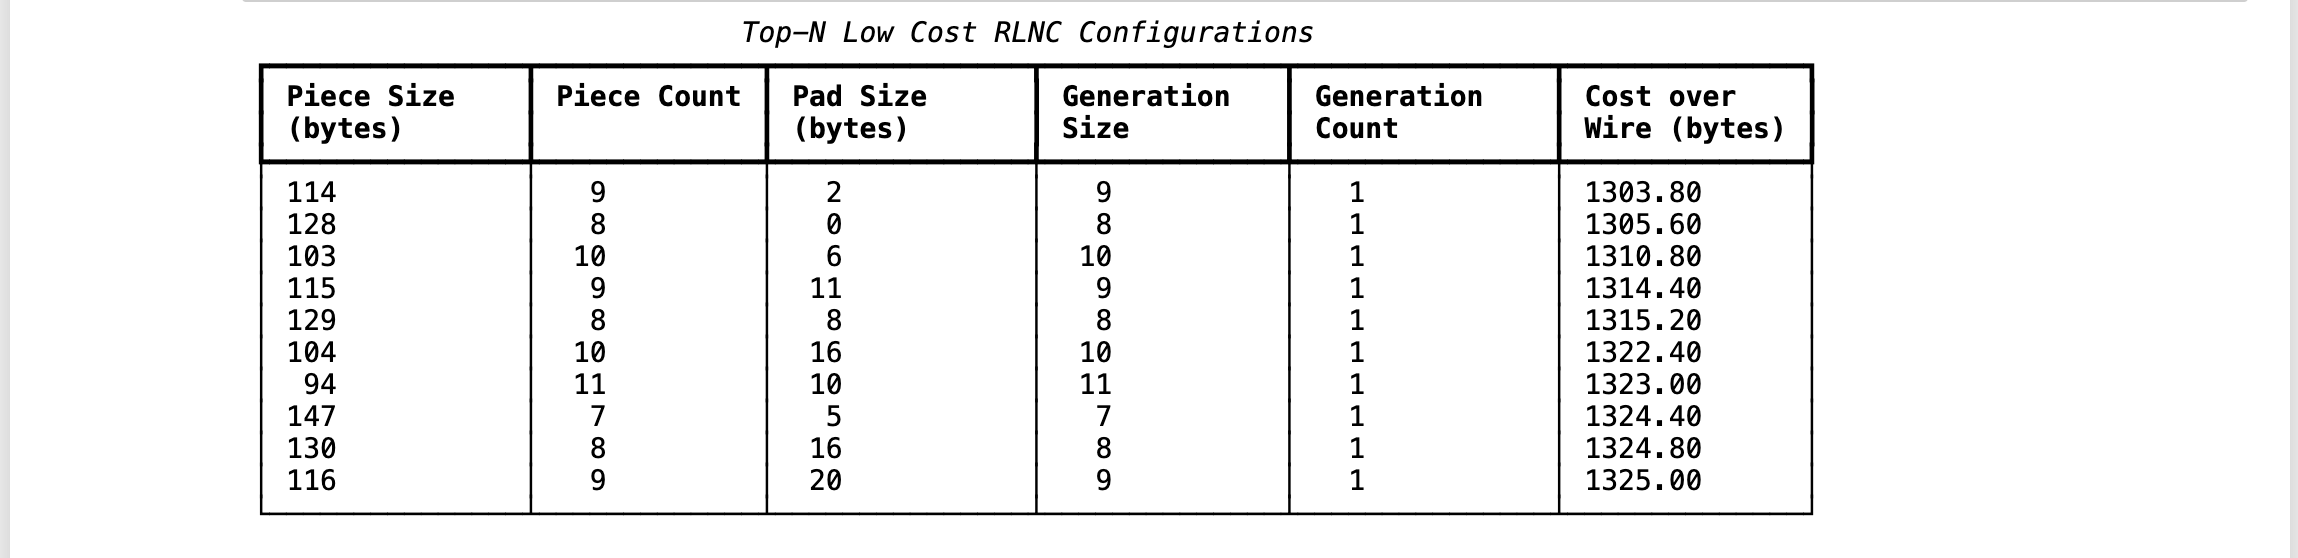 Top–N Low Cost RLNC Configurations
Piece Size (bytes) Piece Count Pad Size (bytes) Generation Size Generation Count Cost over Wire (bytes)
114 9 2 9 1 1303.80
128 8 0 8 1 1305.60
103 10 6 10 1 1310.80
115 9 11 9 1 1314.40
129 8 8 8 1 1315.20
104 10 16 10 1 1322.40
94 11 10 11 1 1323.00
147 7 5 7 1 1324.40
130 8 16 8 1 1324.80
116 9 20 9 1 1325.00